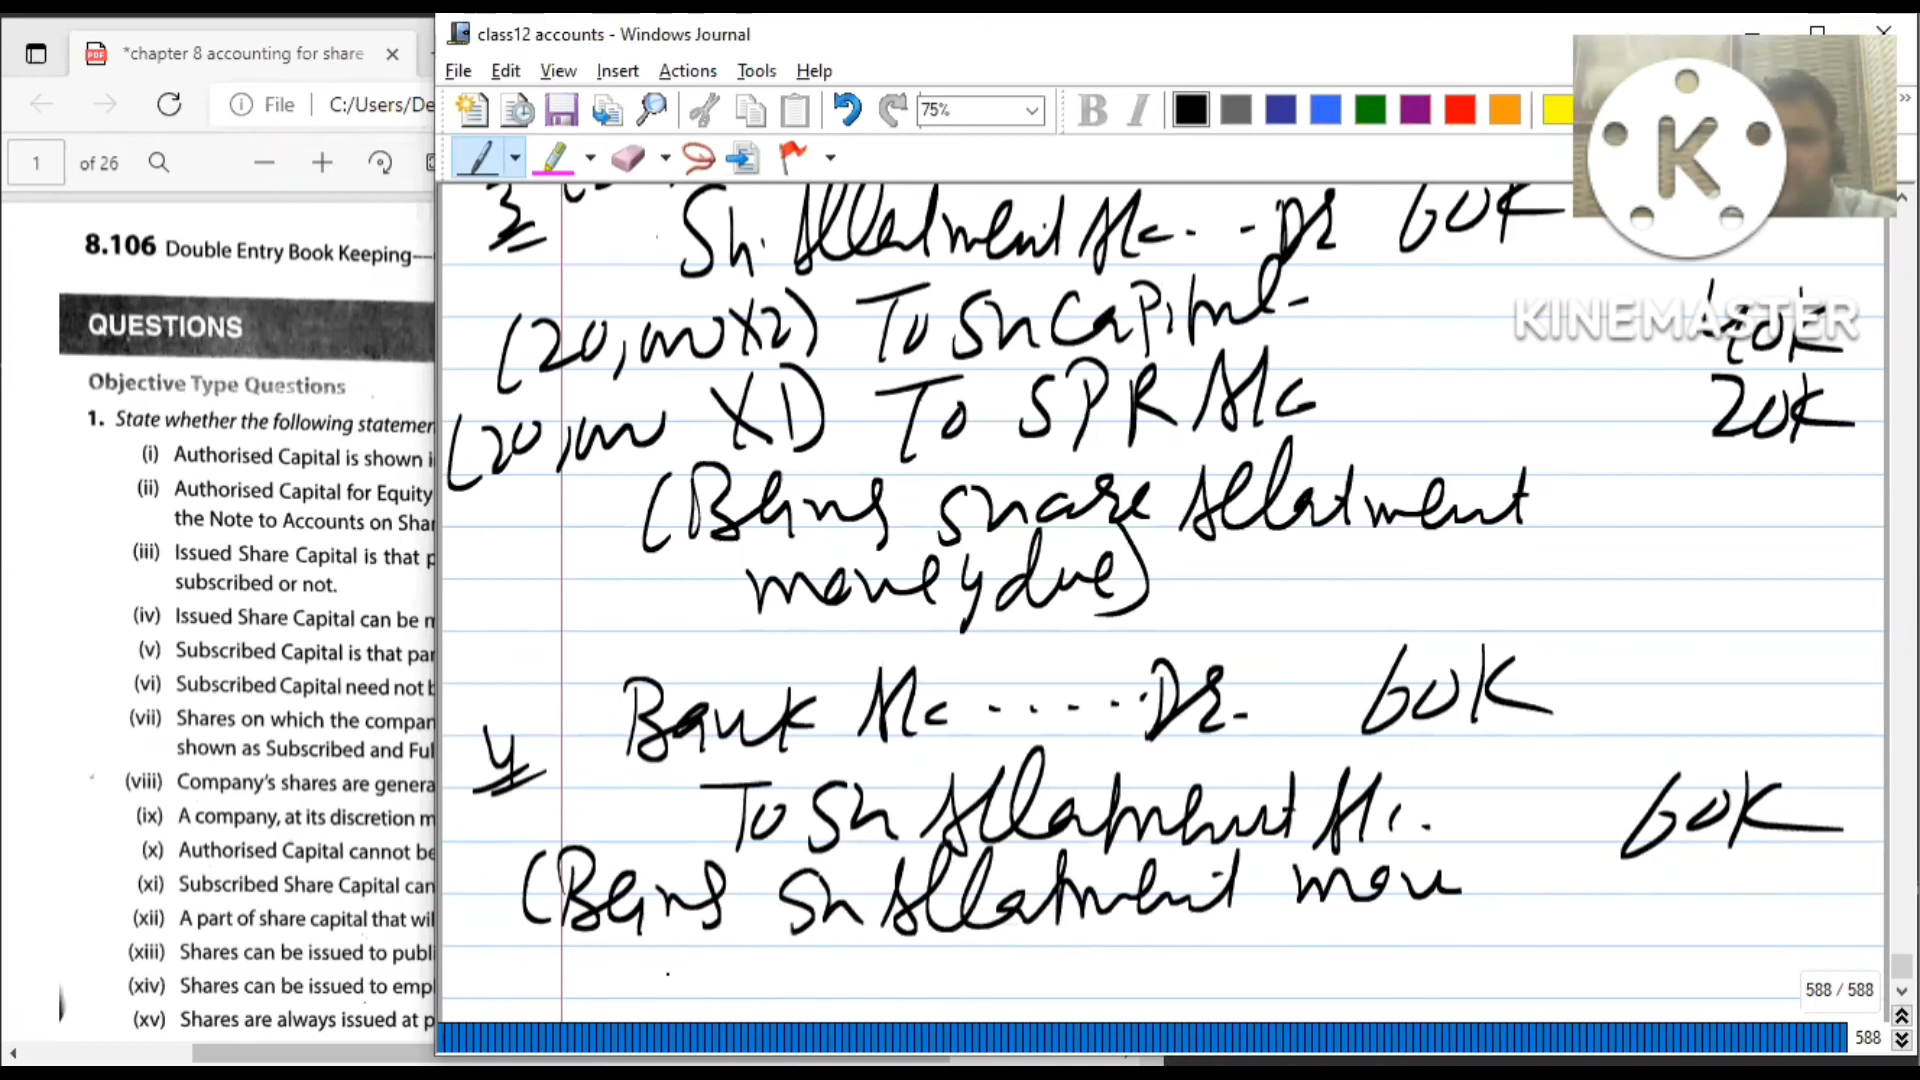 class12 accounts - Windows Journal
*chapter 8 accounting for share
File Edit View Insert Actions Tools Help
File C:/Users/De
75%
B I
1 of 26
K
KINEMASTER
8.106 Double Entry Book Keeping—
QUESTIONS
Objective Type Questions
1. State whether the following statemen
(i) Authorised Capital is shown i
(ii) Authorised Capital for Equity
the Note to Accounts on Shar
(iii) Issued Share Capital is that p
subscribed or not.
(iv) Issued Share Capital can be m
(v) Subscribed Capital is that par
(vi) Subscribed Capital need not b
(vii) Shares on which the compan
shown as Subscribed and Ful
(viii) Company's shares are genera
(ix) A company, at its discretion m
(x) Authorised Capital cannot be
(xi) Subscribed Share Capital can
(xii) A part of share capital that wil
(xiii) Shares can be issued to publi
(xiv) Shares can be issued to emp
(xv) Shares are always issued at p
3 Sh. Allotment A/c - - Dr 60K
(20,000 X2) To Sh Capital - 40K
(20,000 X1) To SPR A/c 20K
(Being share Allotment
money due)
4 Bank A/c ..... Dr. 60K
To Sh Allotment A/c. 60K
(Being Sh Allotment mon
588 / 588
588